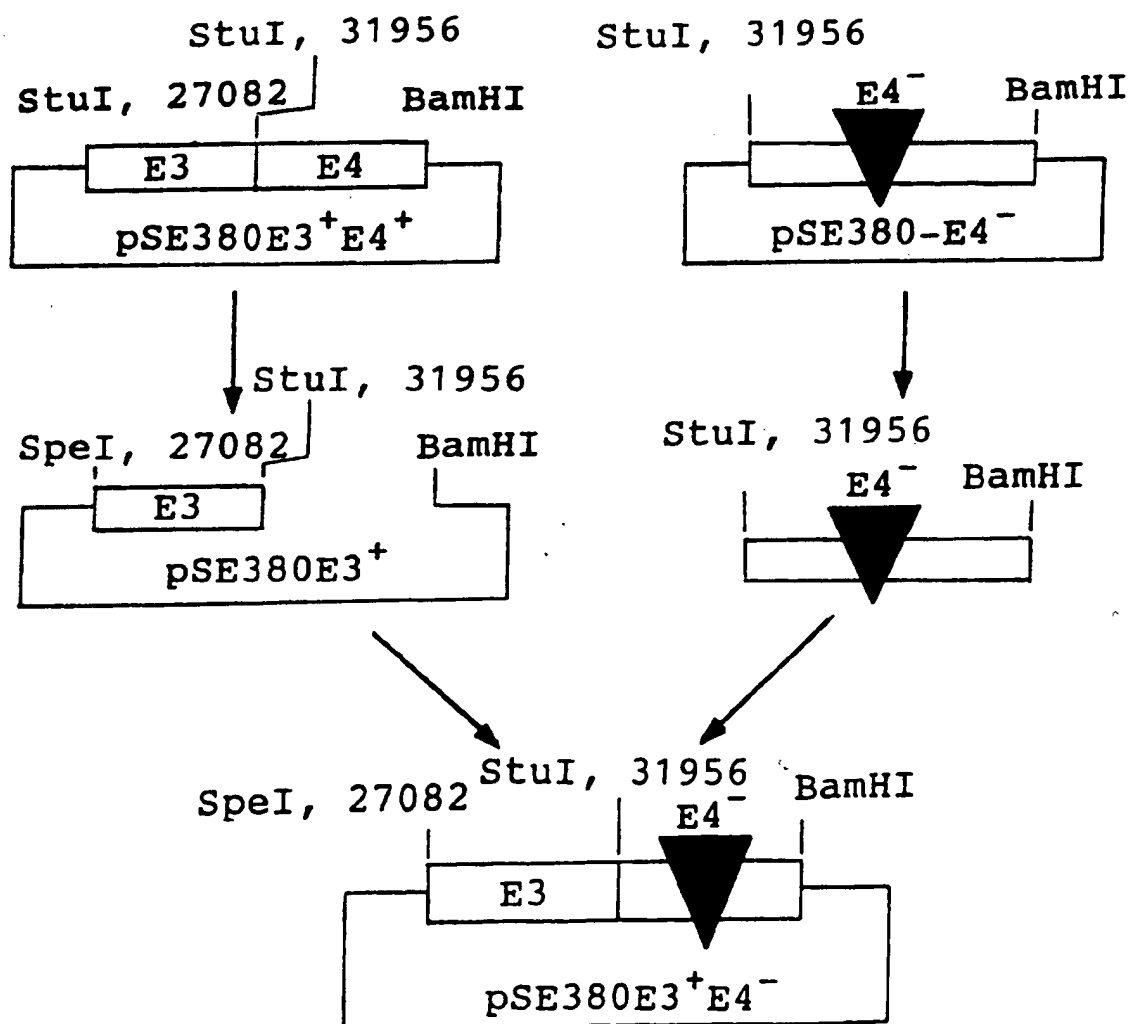 StuI, 31956
StuI, 27082
BamHI
E3
E4
pSE380E3⁺E4⁺
StuI, 31956
E4⁻
BamHI
pSE380-E4⁻
StuI, 31956
SpeI, 27082
BamHI
E3
pSE380E3⁺
StuI, 31956
E4⁻
BamHI
StuI, 31956
SpeI, 27082
BamHI
E4⁻
E3
pSE380E3⁺E4⁻